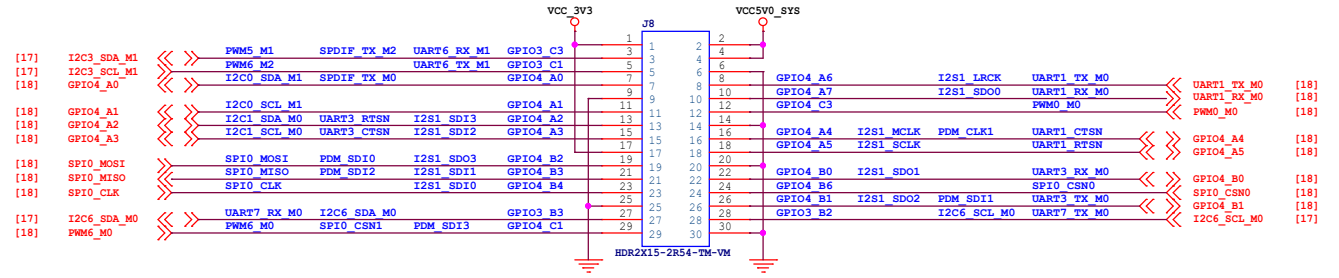 VCC_3V3 VCC5V0_SYS
J8
1 1 2 2
[17] I2C3_SDA_M1 PWM5_M1 SPDIF_TX_M2 UART6_RX_M1 GPIO3_C3 3 3 4 4
[17] I2C3_SCL_M1 PWM6_M2 UART6_TX_M1 GPIO3_C1 5 5 6 6
[18] GPIO4_A0 I2C0_SDA_M1 SPDIF_TX_M0 GPIO4_A0 7 7 8 8 GPIO4_A6 I2S1_LRCK UART1_TX_M0 UART1_TX_M0 [18]
9 9 10 10 GPIO4_A7 I2S1_SDO0 UART1_RX_M0 UART1_RX_M0 [18]
[18] GPIO4_A1 I2C0_SCL_M1 GPIO4_A1 11 11 12 12 GPIO4_C3 PWM0_M0 PWM0_M0 [18]
[18] GPIO4_A2 I2C1_SDA_M0 UART3_RTSN I2S1_SDI3 GPIO4_A2 13 13 14 14
[18] GPIO4_A3 I2C1_SCL_M0 UART3_CTSN I2S1_SDI2 GPIO4_A3 15 15 16 16 GPIO4_A4 I2S1_MCLK PDM_CLK1 UART1_CTSN GPIO4_A4 [18]
17 17 18 18 GPIO4_A5 I2S1_SCLK UART1_RTSN GPIO4_A5 [18]
[18] SPI0_MOSI SPI0_MOSI PDM_SDI0 I2S1_SDO3 GPIO4_B2 19 19 20 20
[18] SPI0_MISO SPI0_MISO PDM_SDI2 I2S1_SDI1 GPIO4_B3 21 21 22 22 GPIO4_B0 I2S1_SDO1 UART3_RX_M0 GPIO4_B0 [18]
[18] SPI0_CLK SPI0_CLK I2S1_SDI0 GPIO4_B4 23 23 24 24 GPIO4_B6 SPI0_CSN0 SPI0_CSN0 [18]
25 25 26 26 GPIO4_B1 I2S1_SDO2 PDM_SDI1 UART3_TX_M0 GPIO4_B1 [18]
[17] I2C6_SDA_M0 UART7_RX_M0 I2C6_SDA_M0 GPIO3_B3 27 27 28 28 GPIO3_B2 I2C6_SCL_M0 UART7_TX_M0 I2C6_SCL_M0 [17]
[18] PWM6_M0 PWM6_M0 SPI0_CSN1 PDM_SDI3 GPIO4_C1 29 29 30 30
HDR2X15-2R54-TM-VM